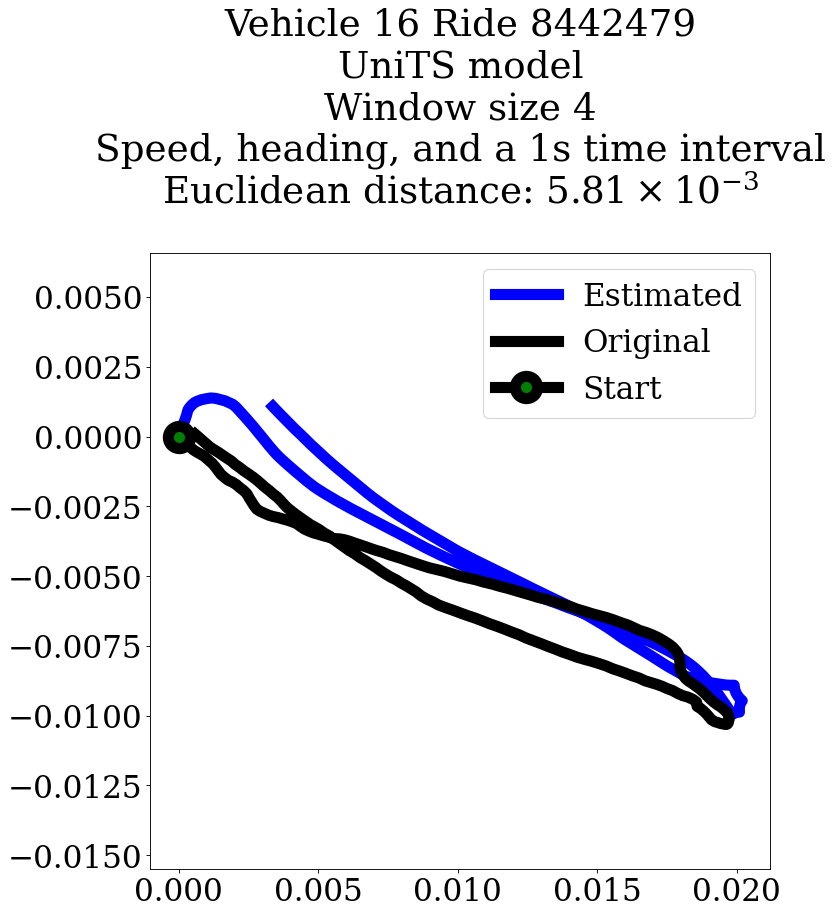 Vehicle 16 Ride 8442479
UniTS model
Window size 4
Speed, heading, and a 1s time interval
Euclidean distance: 5.81 × 10⁻³
Estimated
Original
Start
0.0050
0.0025
0.0000
−0.0025
−0.0050
−0.0075
−0.0100
−0.0125
−0.0150
0.000 0.005 0.010 0.015 0.020